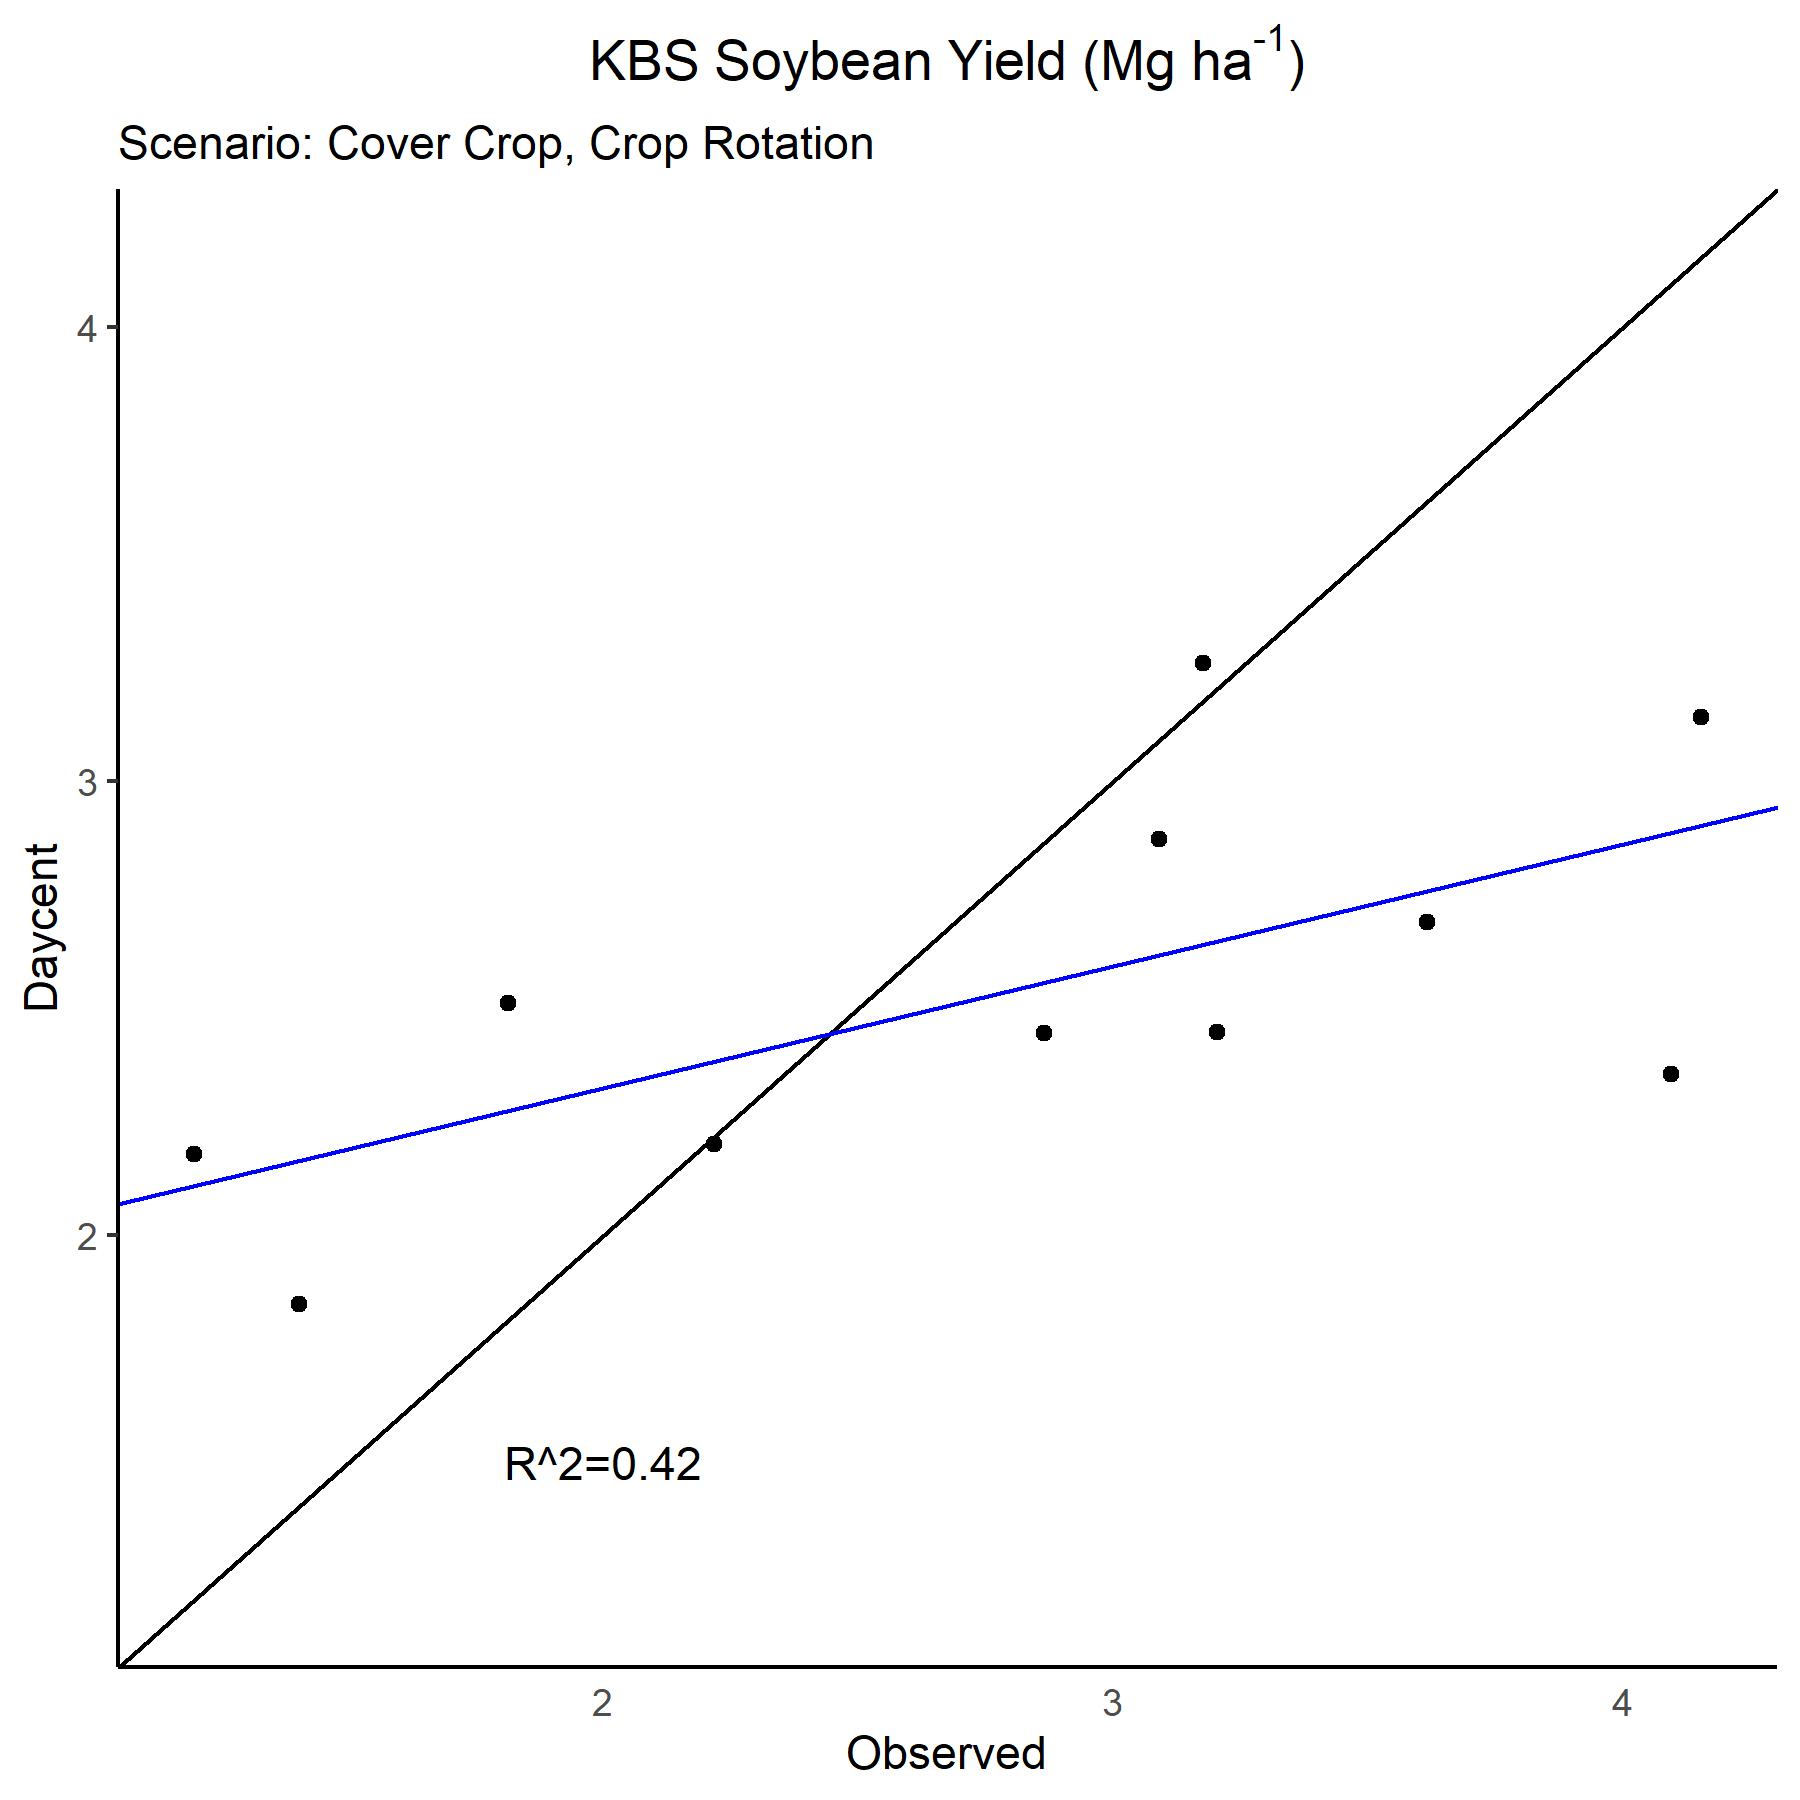 KBS Soybean Yield (Mg ha⁻¹)
Scenario: Cover Crop, Crop Rotation
4
3
2
Daycent
R^2=0.42
2 3 4
Observed